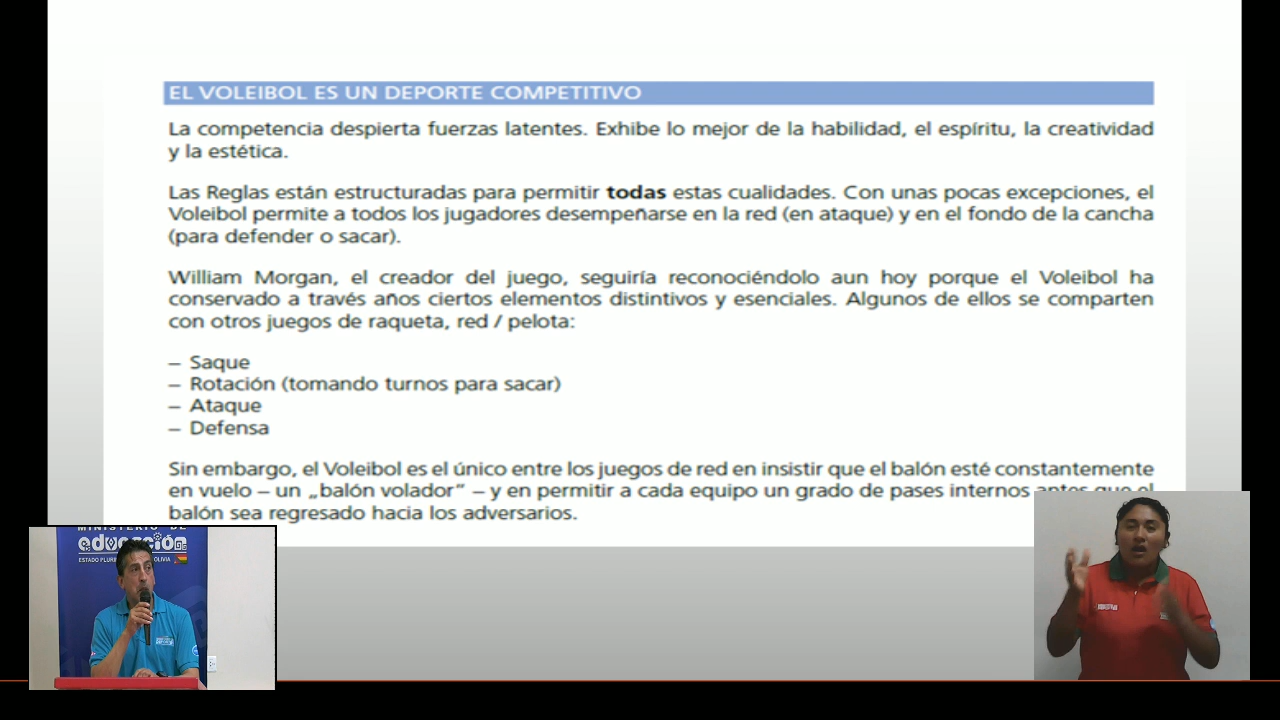 EL VOLEIBOL ES UN DEPORTE COMPETITIVO
La competencia despierta fuerzas latentes. Exhibe lo mejor de la habilidad, el espíritu, la creatividad
y la estética.
Las Reglas están estructuradas para permitir todas estas cualidades. Con unas pocas excepciones, el
Voleibol permite a todos los jugadores desempeñarse en la red (en ataque) y en el fondo de la cancha
(para defender o sacar).
William Morgan, el creador del juego, seguiría reconociéndolo aun hoy porque el Voleibol ha
conservado a través años ciertos elementos distintivos y esenciales. Algunos de ellos se comparten
con otros juegos de raqueta, red / pelota:
– Saque
– Rotación (tomando turnos para sacar)
– Ataque
– Defensa
Sin embargo, el Voleibol es el único entre los juegos de red en insistir que el balón esté constantemente
en vuelo – un „balón volador” – y en permitir a cada equipo un grado de pases internos antes que el
balón sea regresado hacia los adversarios.
MINISTERIO DE
educación
ESTADO PLURI BOLIVIA